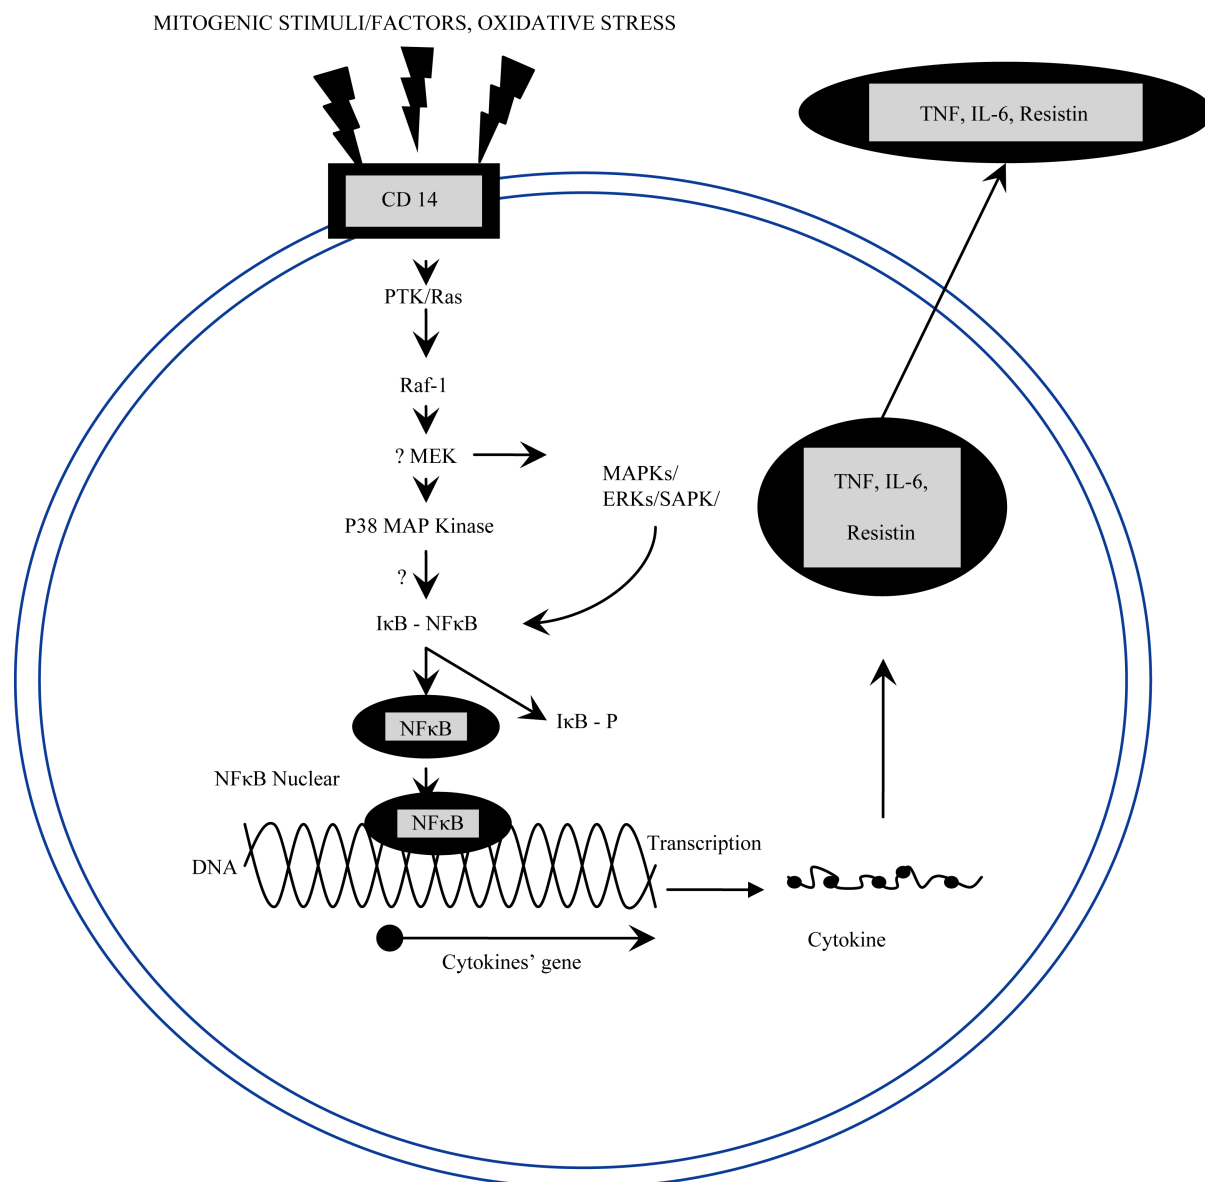 MITOGENIC STIMULI/FACTORS, OXIDATIVE STRESS
TNF, IL-6, Resistin
CD 14
PTK/Ras
Raf-1
? MEK
MAPKs/
ERKs/SAPK/
P38 MAP Kinase
?
IκB - NFκB
TNF, IL-6,
Resistin
NFκB
IκB - P
NFκB Nuclear
NFκB
DNA
Transcription
Cytokines’ gene
Cytokine